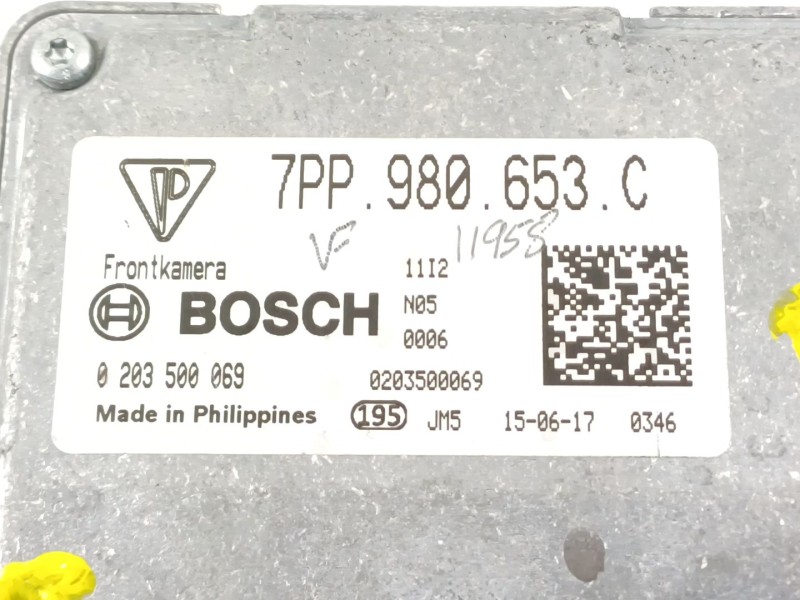 7PP.980.653.C
VF 11955
Frontkamera 11I2
BOSCH N05
0006
0 203 500 069 0203500069
Made in Philippines 195 JM5 15-06-17 0346